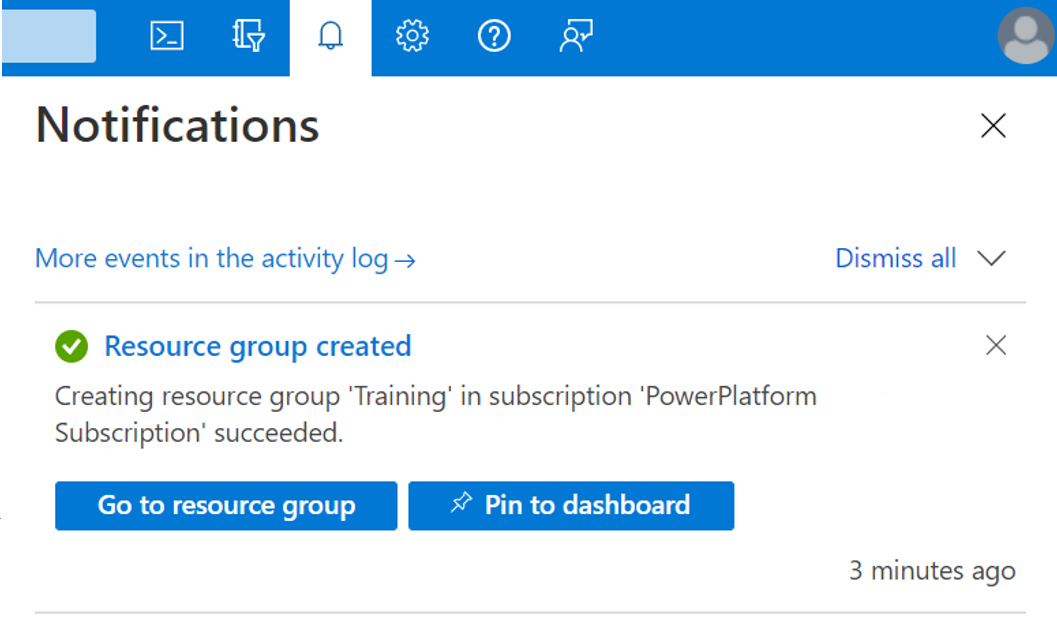 Notifications
More events in the activity log →
Dismiss all
Resource group created
Creating resource group 'Training' in subscription 'PowerPlatform
Subscription' succeeded.
Go to resource group
Pin to dashboard
3 minutes ago